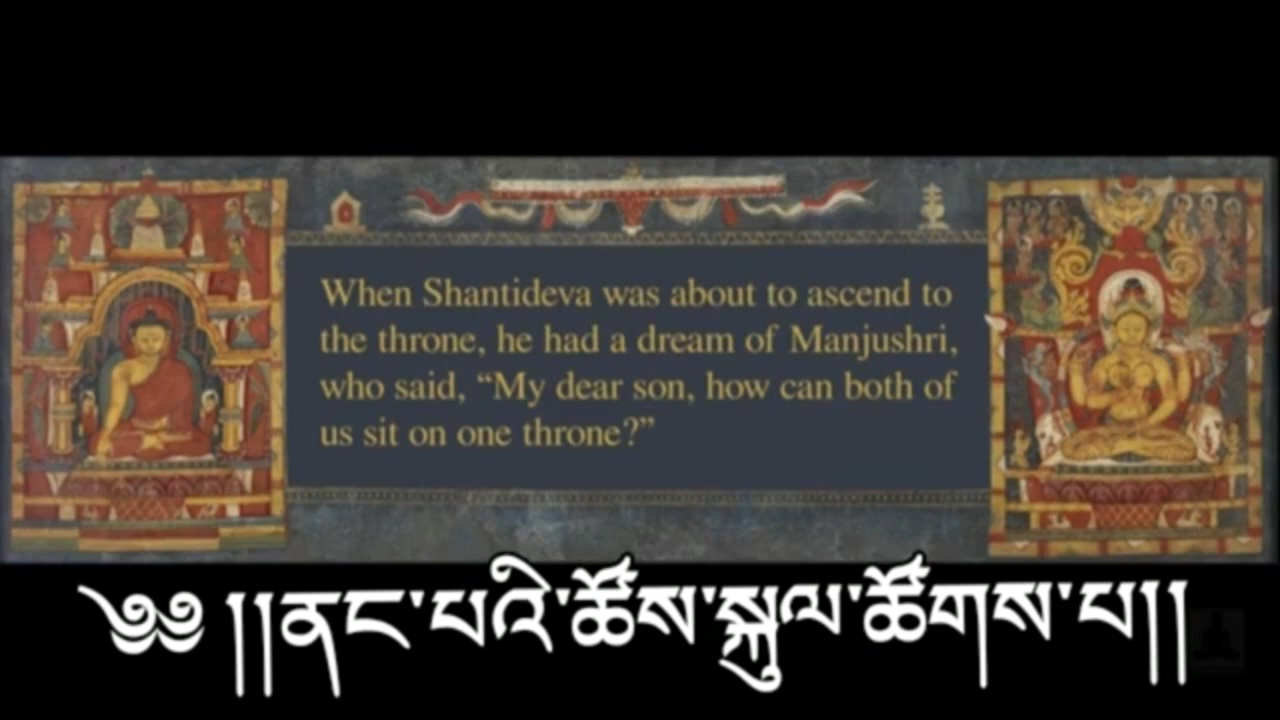 When Shantideva was about to ascend to
the throne, he had a dream of Manjushri,
who said, “My dear son, how can both of
us sit on one throne?”
༄༅ །།ནང་པའི་ཆོས་སྐུལ་ཚོགས་པ།།